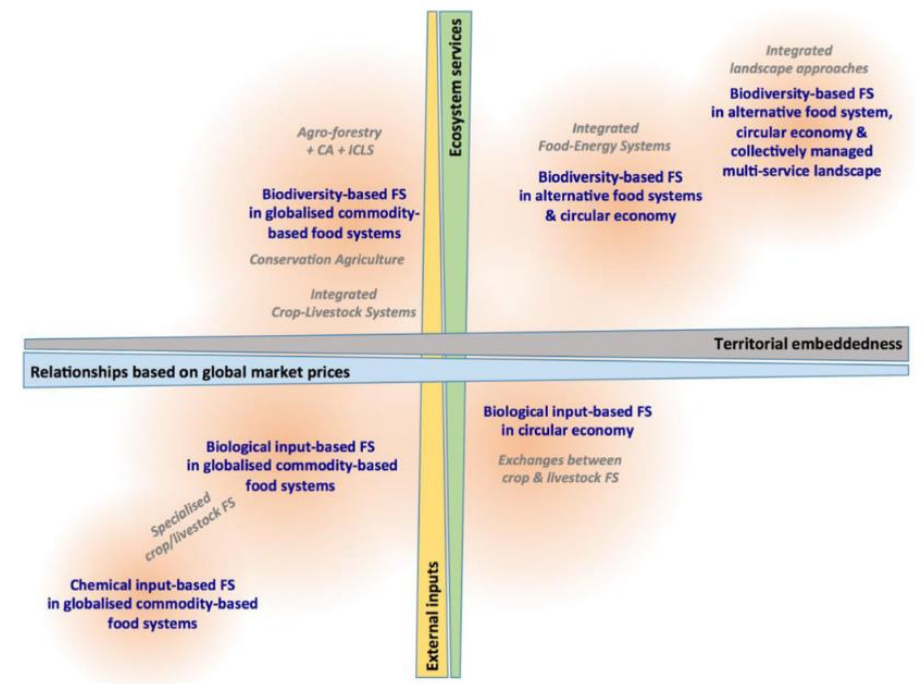 Ecosystem services
Integrated
landscape approaches
Biodiversity-based FS
in alternative food system,
circular economy &
collectively managed
multi-service landscape
Agro-forestry
+ CA + ICLS
Integrated
Food-Energy Systems
Biodiversity-based FS
in globalised commodity-
based food systems
Biodiversity-based FS
in alternative food systems
& circular economy
Conservation Agriculture
Integrated
Crop-Livestock Systems
Territorial embeddedness
Relationships based on global market prices
Biological input-based FS
in circular economy
Exchanges between
crop & livestock FS
Biological input-based FS
in globalised commodity-based
food systems
Specialised
crop/livestock FS
Chemical input-based FS
in globalised commodity-based
food systems
External inputs